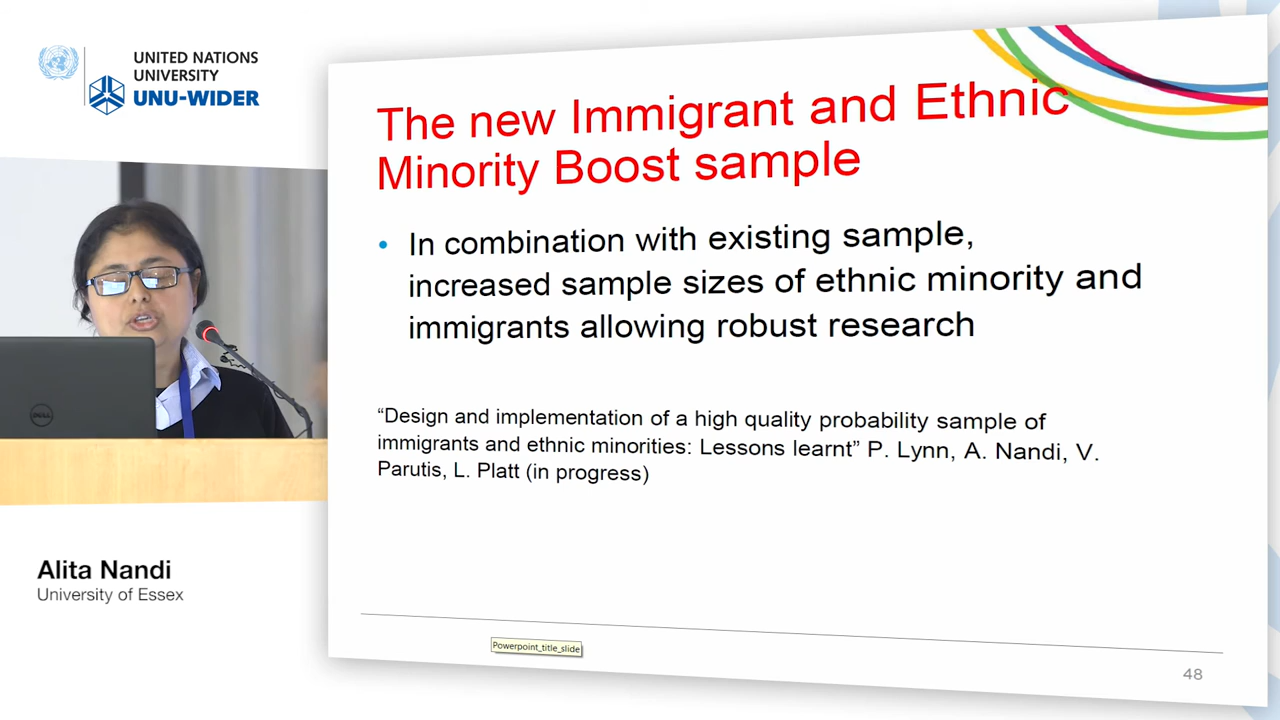 UNITED NATIONS
UNIVERSITY
UNU-WIDER
The new Immigrant and Ethnic
Minority Boost sample
• In combination with existing sample,
increased sample sizes of ethnic minority and
immigrants allowing robust research
“Design and implementation of a high quality probability sample of
immigrants and ethnic minorities: Lessons learnt” P. Lynn, A. Nandi, V.
Parutis, L. Platt (in progress)
DELL
Alita Nandi
University of Essex
Powerpoint_title_slide
48